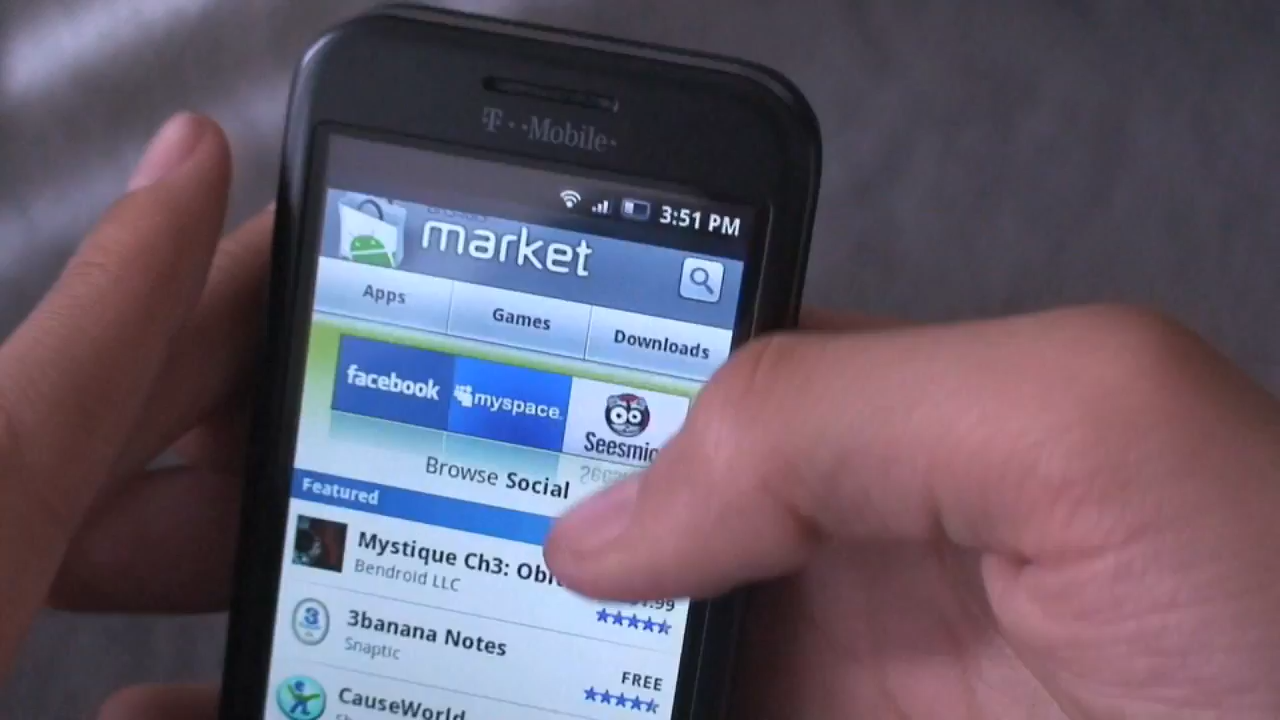 T··Mobile·
3:51 PM
market
Apps
Games
Downloads
facebook
myspace.
Seesmic
Browse Social
Featured
Mystique Ch3:
Bendroid LLC
.99
3banana Notes
Snaptic
FREE
CauseWorld